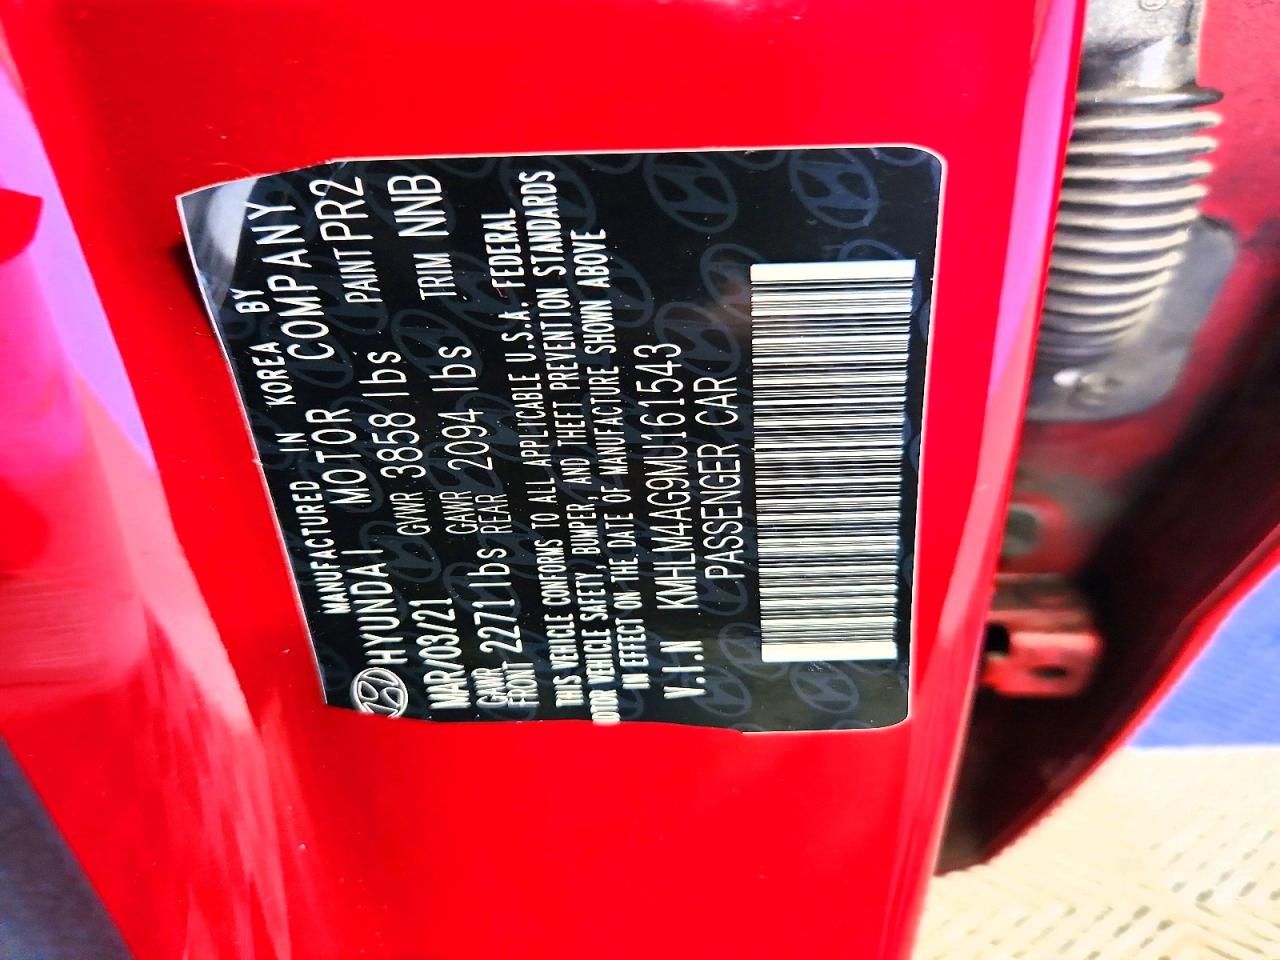 MANUFACTURED IN KOREA BY
HYUNDAI MOTOR COMPANY
MAR/03/21 GVWR 3858 lbs PAINT PR2
GAWR FRONT 2271 lbs GAWR REAR 2094 lbs TRIM NNB
THIS VEHICLE CONFORMS TO ALL APPLICABLE U.S.A. FEDERAL
MOTOR VEHICLE SAFETY, BUMPER, AND THEFT PREVENTION STANDARDS
IN EFFECT ON THE DATE OF MANUFACTURE SHOWN ABOVE
V.I.N KMHLM4AG9MU161543
PASSENGER CAR